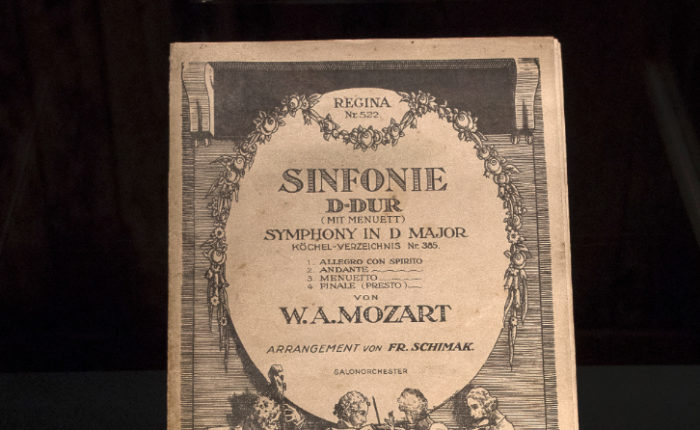 REGINA
Nr. 522.
SINFONIE
D-DUR
(MIT MENUETT)
SYMPHONY IN D MAJOR
KÖCHEL-VERZEICHNIS Nr. 385.
1. ALLEGRO CON SPIRITO
2. ANDANTE
3. MENUETTO
4. FINALE (PRESTO)
VON
W.A.MOZART
ARRANGEMENT VON FR. SCHIMAK.
SALONORCHESTER